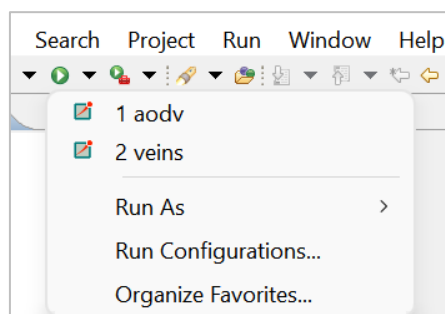 Search Project Run Window Help
1 aodv
2 veins
Run As
Run Configurations...
Organize Favorites...